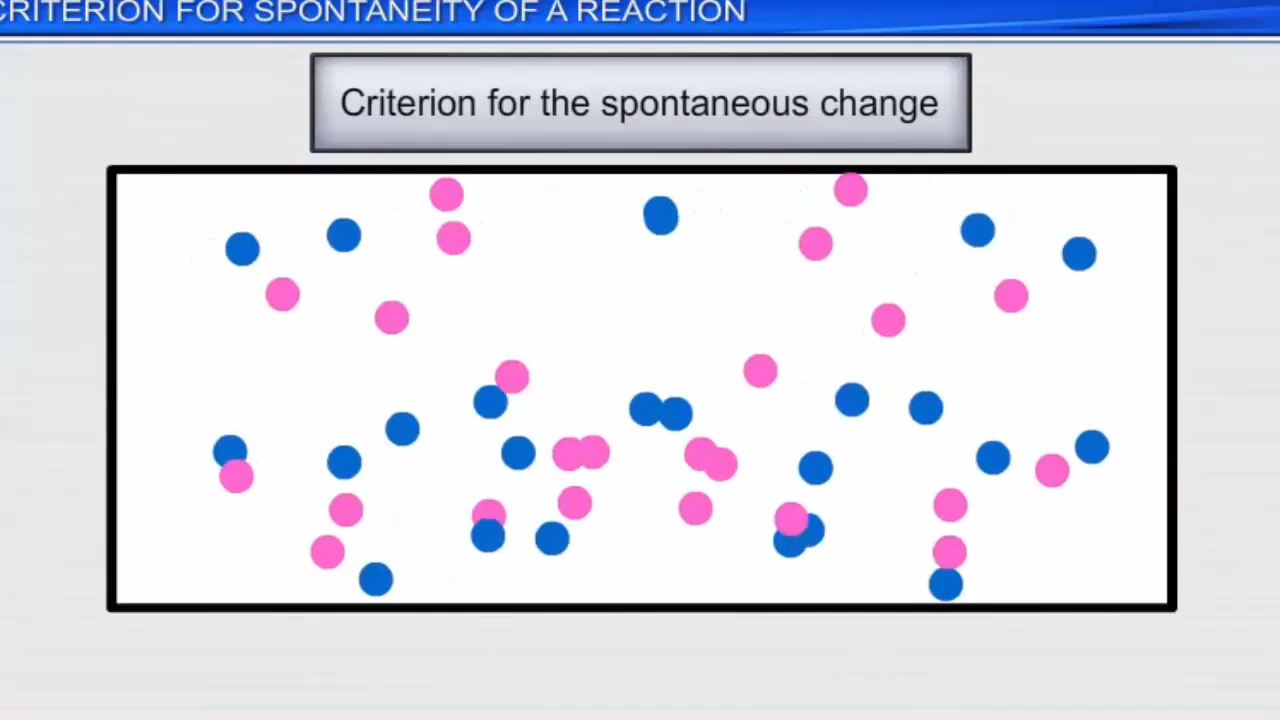 CRITERION FOR SPONTANEITY OF A REACTION
Criterion for the spontaneous change